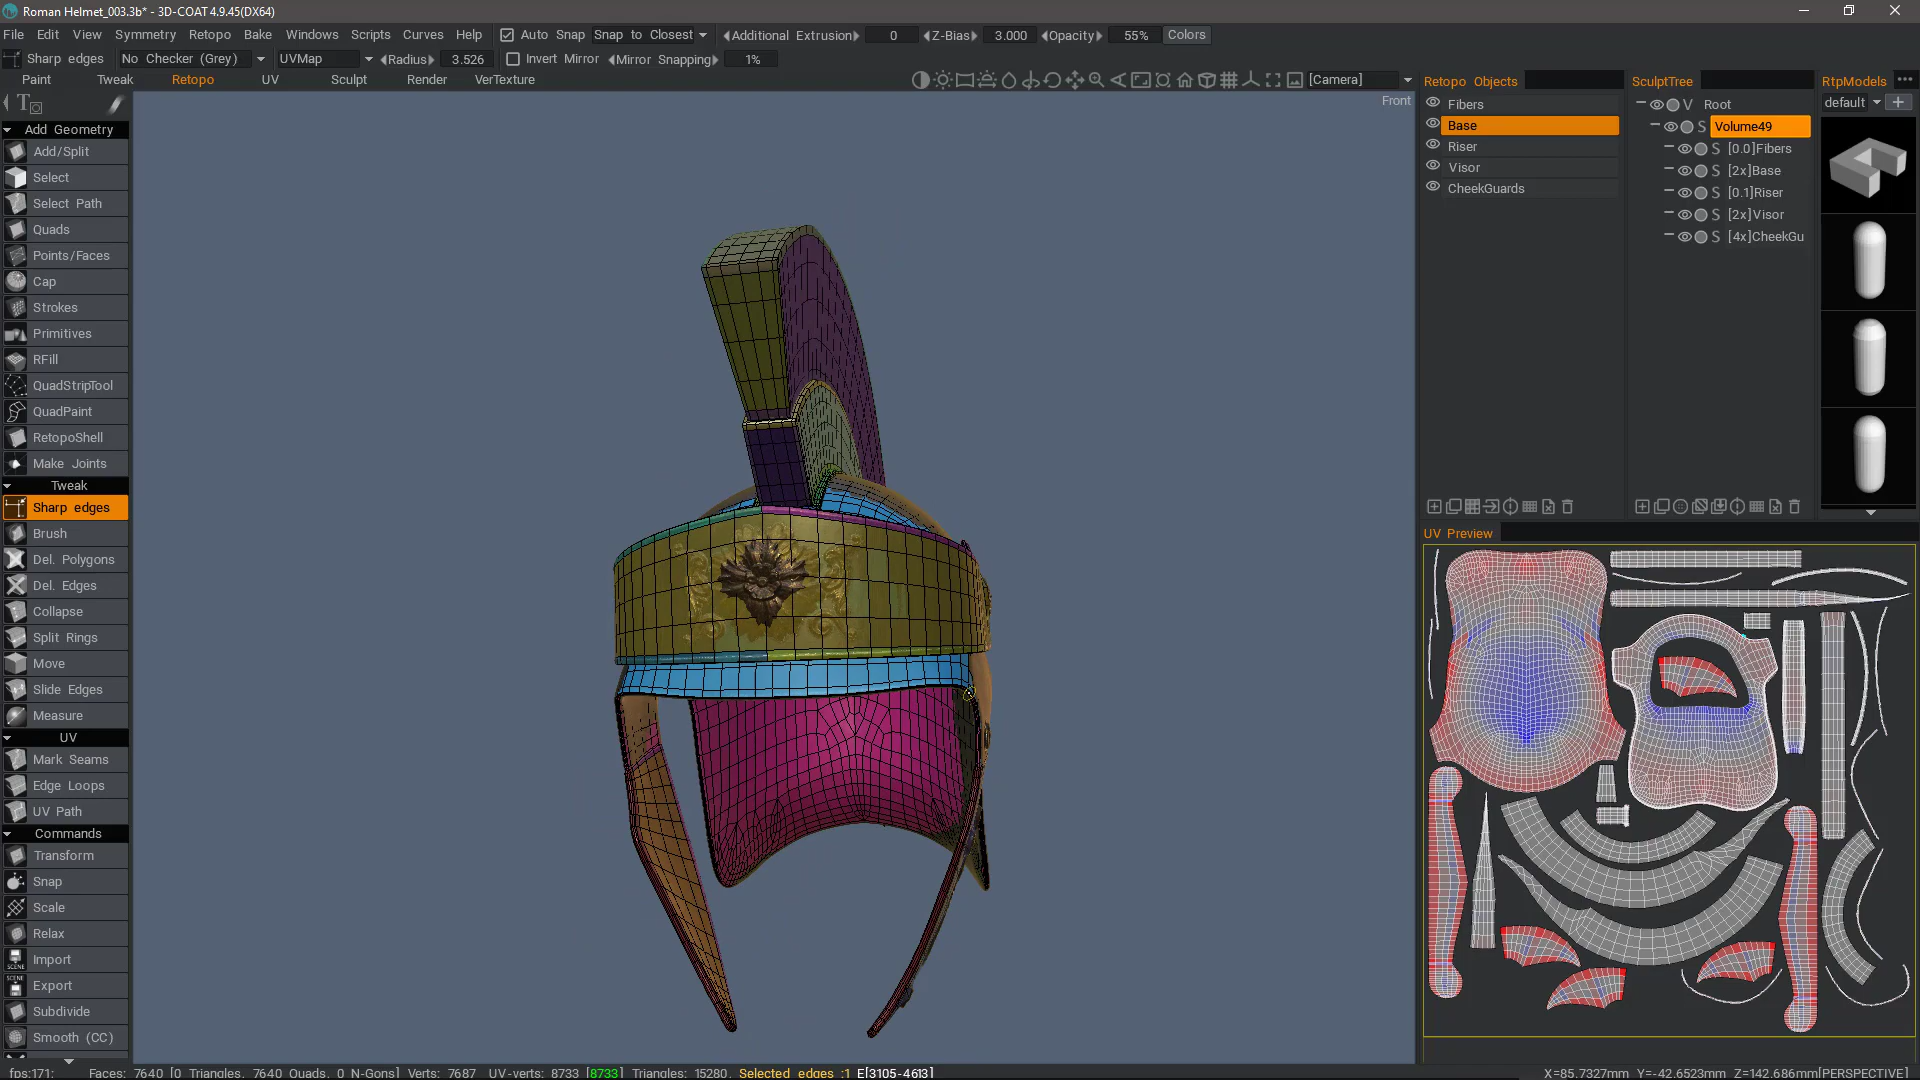 Roman Helmet_003.3b* - 3D-COAT 4.9.45(DX64)
File Edit View Symmetry Retopo Bake Windows Scripts Curves Help Auto Snap Snap to Closest Additional Extrusion 0 Z-Bias 3.000 Opacity 55% Colors
Sharp edges No Checker (Grey) UVMap Radius 3.526 Invert Mirror Mirror Snapping 1%
Paint Tweak Retopo UV Sculpt Render VerTexture [Camera]
Front
Add Geometry
Add/Split
Select
Select Path
Quads
Points/Faces
Cap
Strokes
Primitives
RFill
QuadStripTool
QuadPaint
RetopoShell
Make Joints
Tweak
Sharp edges
Brush
Del. Polygons
Del. Edges
Collapse
Split Rings
Move
Slide Edges
Measure
UV
Mark Seams
Edge Loops
UV Path
Commands
Transform
Snap
Scale
Relax
SCENE
Import
SCENE
Export
Subdivide
Smooth (CC)
Retopo Objects
Fibers
Base
Riser
Visor
CheekGuards
SculptTree
V Root
S Volume49
S [0.0]Fibers
S [2x]Base
S [0.1]Riser
S [2x]Visor
S [4x]CheekGu
RtpModels
default
UV Preview
fps:171; Faces: 7640 [0 Triangles, 7640 Quads, 0 N-Gons] Verts: 7687 UV-verts: 8733 [8733] Triangles: 15280. Selected edges :1 E[3105-4613] X=85.7327mm Y=-42.6523mm Z=142.686mm[PERSPECTIVE]